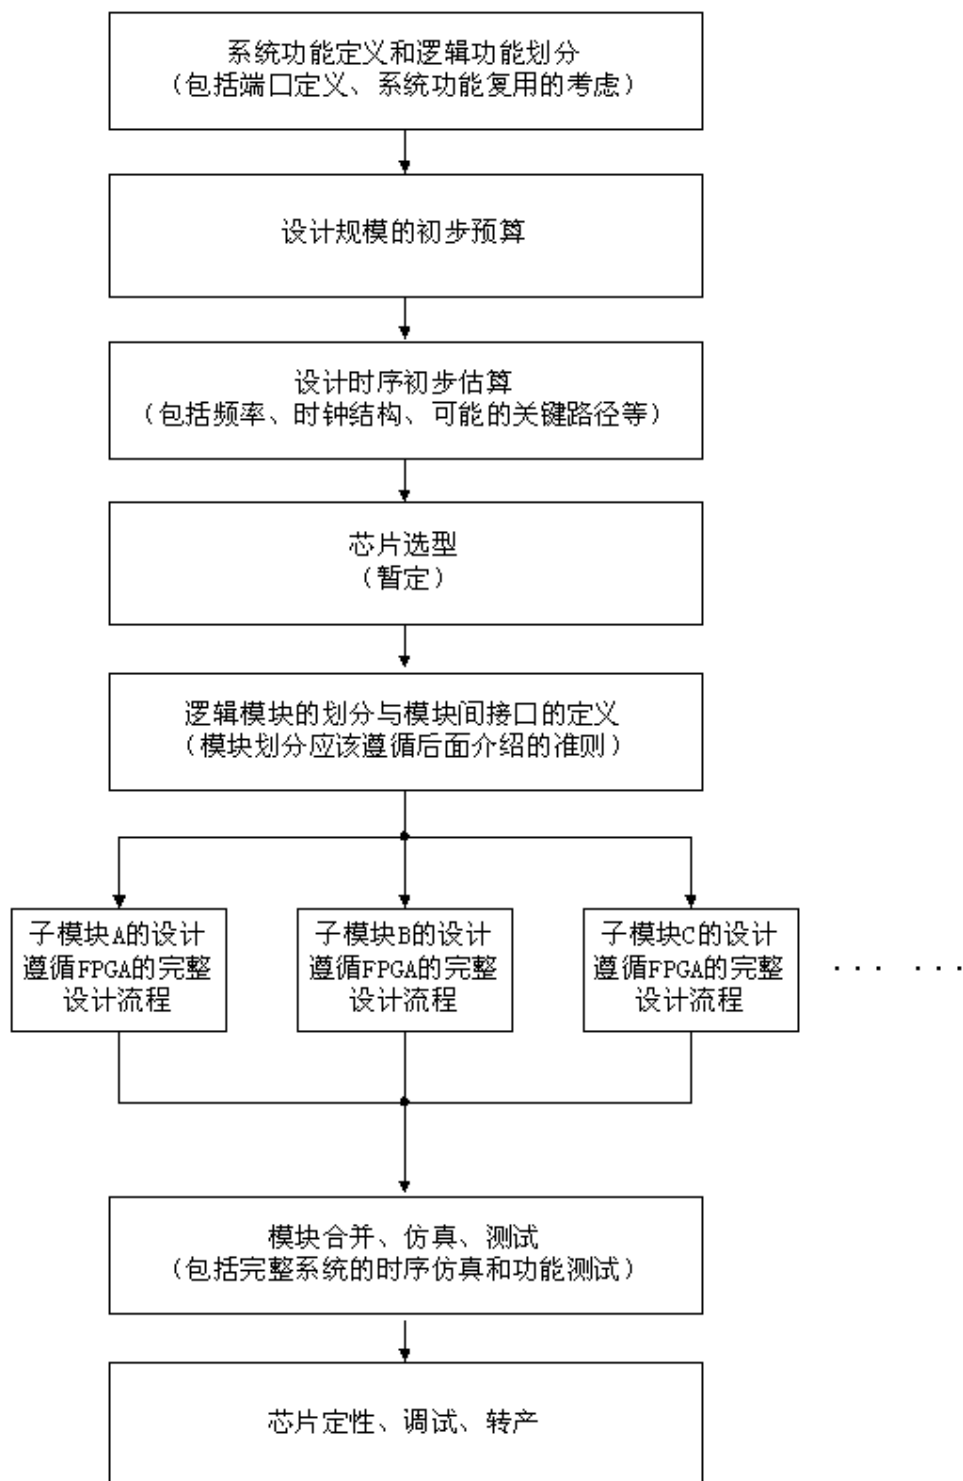 系统功能定义和逻辑功能划分
（包括端口定义、系统功能复用的考虑）
设计规模的初步预算
设计时序初步估算
（包括频率、时钟结构、可能的关键路径等）
芯片选型
（暂定）
逻辑模块的划分与模块间接口的定义
（模块划分应该遵循后面介绍的准则）
子模块A的设计
遵循FPGA的完整
设计流程
子模块B的设计
遵循FPGA的完整
设计流程
子模块C的设计
遵循FPGA的完整
设计流程
... ...
模块合并、仿真、测试
（包括完整系统的时序仿真和功能测试）
芯片定性、调试、转产